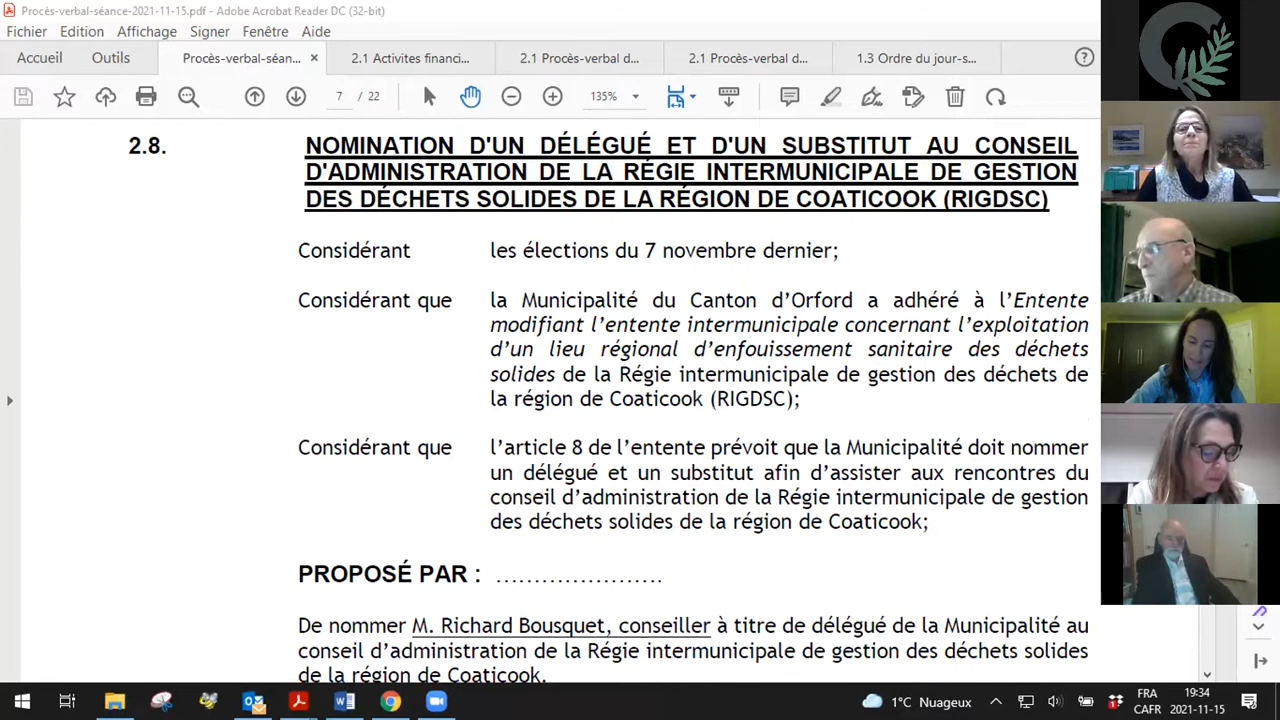 Procès-verbal-séance-2021-11-15.pdf - Adobe Acrobat Reader DC (32-bit)
Fichier Edition Affichage Signer Fenêtre Aide
Accueil Outils Procès-verbal-séan... × 2.1 Activites financi... 2.1 Procès-verbal d... 2.1 Procès-verbal d... 1.3 Ordre du jour-s...
7 / 22 135%
2.8. NOMINATION D'UN DÉLÉGUÉ ET D'UN SUBSTITUT AU CONSEIL
D'ADMINISTRATION DE LA RÉGIE INTERMUNICIPALE DE GESTION
DES DÉCHETS SOLIDES DE LA RÉGION DE COATICOOK (RIGDSC)
Considérant les élections du 7 novembre dernier;
Considérant que la Municipalité du Canton d’Orford a adhéré à l’Entente
modifiant l’entente intermunicipale concernant l’exploitation
d’un lieu régional d’enfouissement sanitaire des déchets
solides de la Régie intermunicipale de gestion des déchets de
la région de Coaticook (RIGDSC);
Considérant que l’article 8 de l’entente prévoit que la Municipalité doit nommer
un délégué et un substitut afin d’assister aux rencontres du
conseil d’administration de la Régie intermunicipale de gestion
des déchets solides de la région de Coaticook;
PROPOSÉ PAR : ......................
De nommer M. Richard Bousquet, conseiller à titre de délégué de la Municipalité au
conseil d’administration de la Régie intermunicipale de gestion des déchets solides
de la région de Coaticook.
1°C Nuageux FRA 19:34
CAFR 2021-11-15